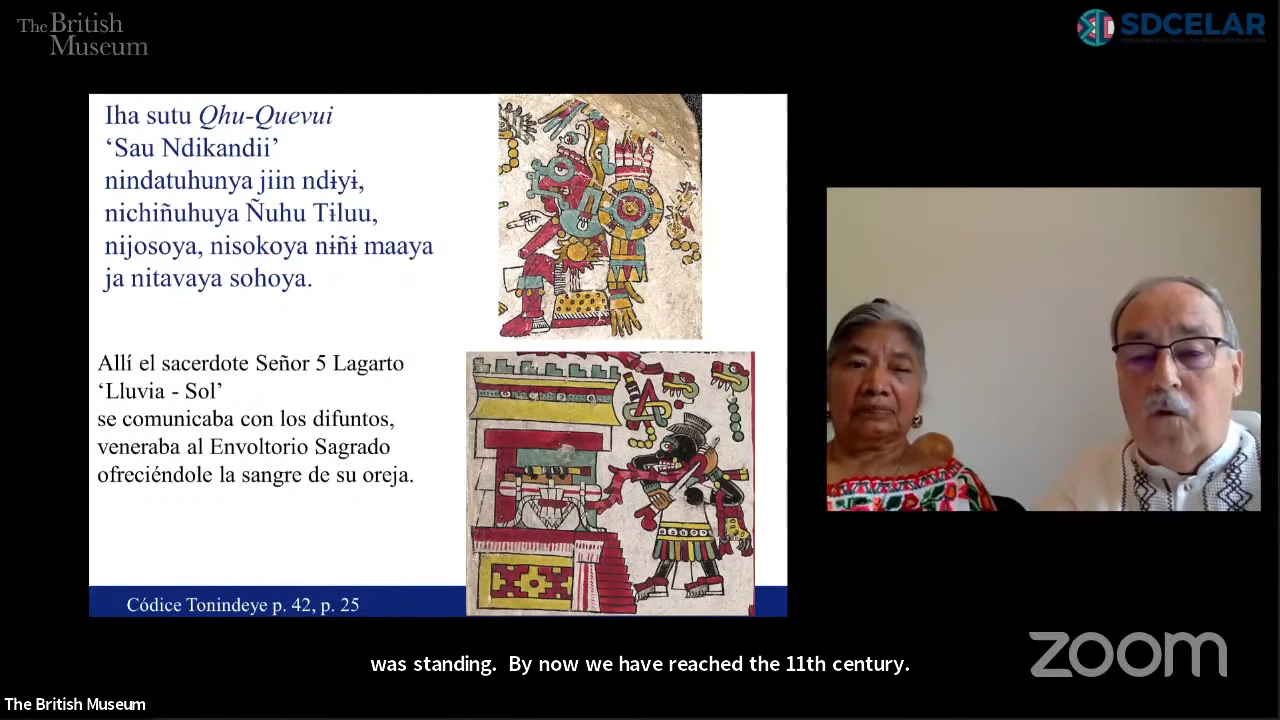 The British
Museum
SDCELAR
Iha sutu Qhu-Quevui
‘Sau Ndikandii’
nindatuhunya jiin ndɨyɨ,
nichiñuhuya Ñuhu Tɨluu,
nijosoya, nisokoya nɨñɨ maaya
ja nitavaya sohoya.
Allí el sacerdote Señor 5 Lagarto
‘Lluvia - Sol’
se comunicaba con los difuntos,
veneraba al Envoltorio Sagrado
ofreciéndole la sangre de su oreja.
Códice Tonindeye p. 42, p. 25
was standing. By now we have reached the 11th century.
zoom
The British Museum